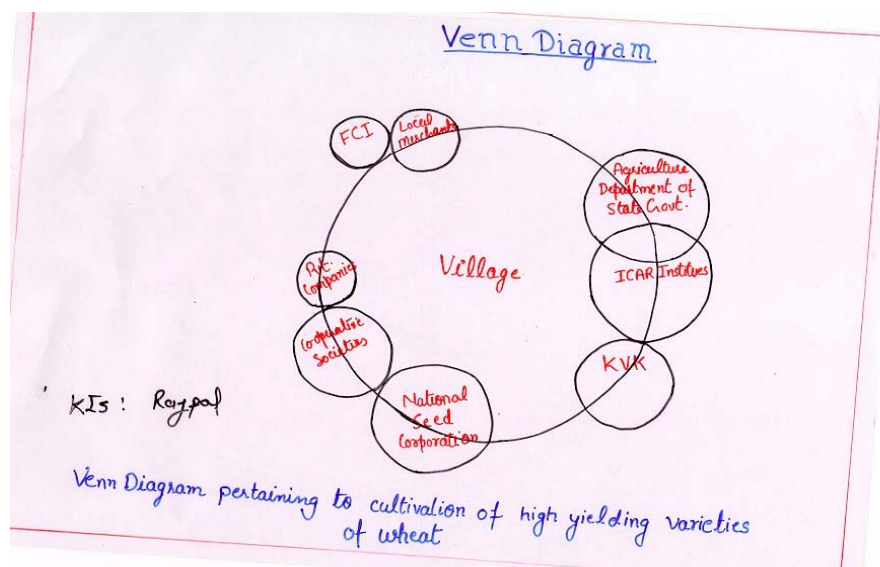 Venn Diagram
FCI
Local
Merchants
Agriculture
Department of
State Govt.
Village
ICAR Institutes
Pvt.
Companies
Cooperative
Societies
KVK
National
Seed
Corporation
KIs : Rajpal
Venn Diagram pertaining to cultivation of high yielding varieties
of wheat